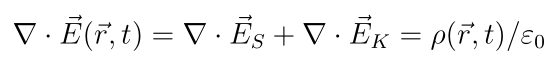 ∇ · E⃗(r⃗, t) = ∇ · E⃗_S + ∇ · E⃗_K = ρ(r⃗, t)/ε₀